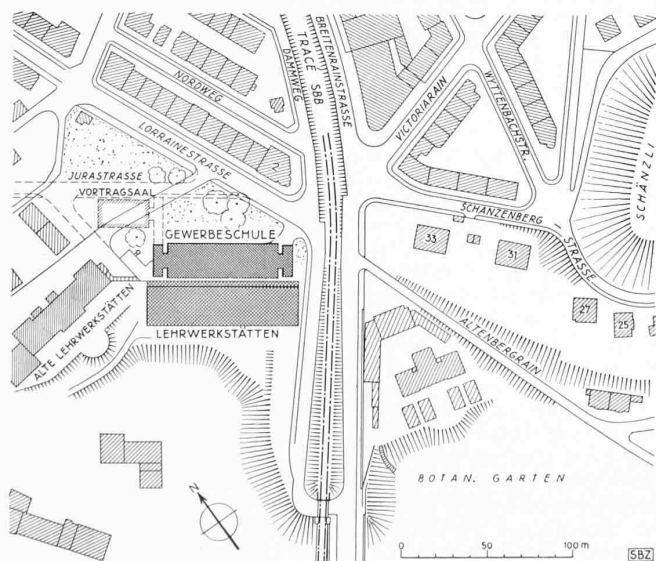 NORDWEG
LORRAINESTRASSE
2
DAMMWEG
TRACE SBB
BREITENRAINSTRASSE
VICTORIARAIN
WYTTENBACHSTR.
SCHÄNZLI
JURASTRASSE
VORTRAGSAAL
GEWERBESCHULE
SCHANZENBERG
STRASSE
33
31
27
25
ALTE LEHRWERKSTÄTTEN
LEHRWERKSTÄTTEN
ALTENBERGRAIN
BOTAN. GARTEN
N
0 50 100 m
SBZ